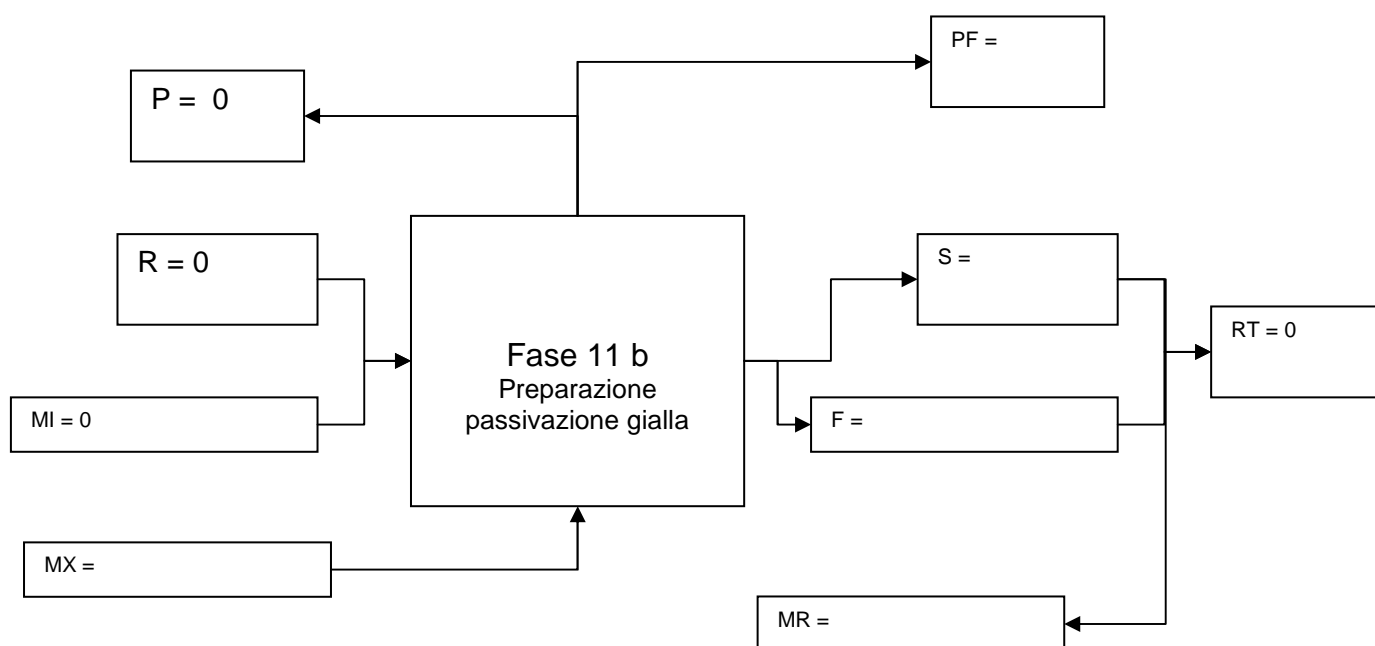 PF =
P = 0
R = 0
S =
RT = 0
Fase 11 b
Preparazione
passivazione gialla
MI = 0
F =
MX =
MR =